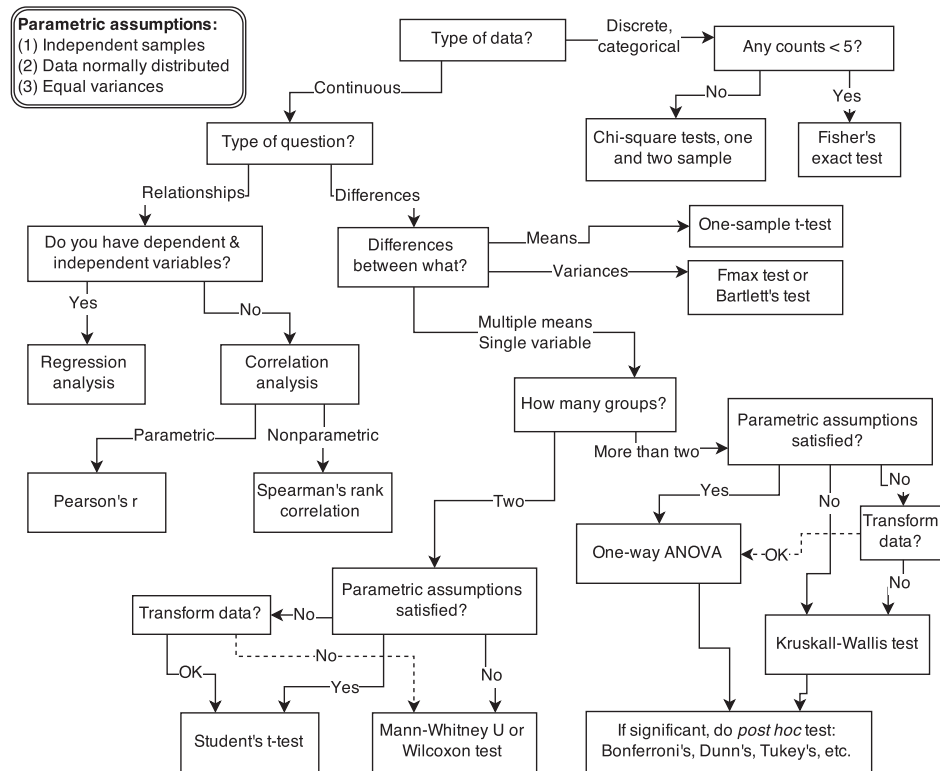 Parametric assumptions:
(1) Independent samples
(2) Data normally distributed
(3) Equal variances
Type of data?
Discrete,
categorical
Any counts < 5?
Continuous
No
Yes
Type of question?
Chi-square tests, one
and two sample
Fisher's
exact test
Relationships
Differences
Do you have dependent &
independent variables?
Differences
between what?
Means
One-sample t-test
Variances
Fmax test or
Bartlett's test
Yes
No
Multiple means
Single variable
Regression
analysis
Correlation
analysis
How many groups?
Parametric
Nonparametric
More than two
Parametric assumptions
satisfied?
Pearson's r
Spearman's rank
correlation
Two
Yes
No
No
Transform
data?
One-way ANOVA
OK
No
Parametric assumptions
satisfied?
Transform data?
No
Kruskall-Wallis test
No
OK
Yes
No
Student's t-test
Mann-Whitney U or
Wilcoxon test
If significant, do post hoc test:
Bonferroni's, Dunn's, Tukey's, etc.